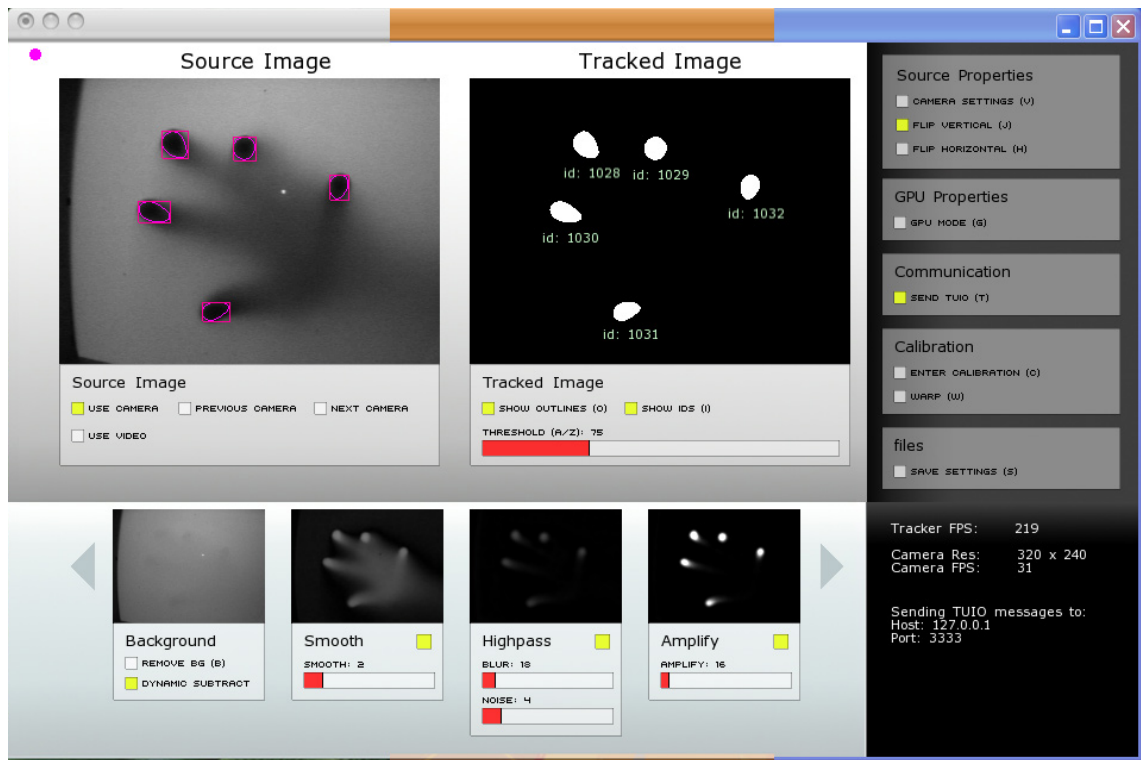 Source Image
Tracked Image
id: 1028
id: 1029
id: 1032
id: 1030
id: 1031
Source Image
USE CAMERA
PREVIOUS CAMERA
NEXT CAMERA
USE VIDEO
Tracked Image
SHOW OUTLINES (O)
SHOW IDS (I)
THRESHOLD (A/Z): 75
Background
REMOVE BG (B)
DYNAMIC SUBTRACT
Smooth
SMOOTH: 2
Highpass
BLUR: 18
NOISE: 4
Amplify
AMPLIFY: 16
Source Properties
CAMERA SETTINGS (V)
FLIP VERTICAL (J)
FLIP HORIZONTAL (H)
GPU Properties
GPU MODE (G)
Communication
SEND TUIO (T)
Calibration
ENTER CALIBRATION (C)
WARP (W)
files
SAVE SETTINGS (S)
Tracker FPS: 219
Camera Res: 320 x 240
Camera FPS: 31
Sending TUIO messages to:
Host: 127.0.0.1
Port: 3333